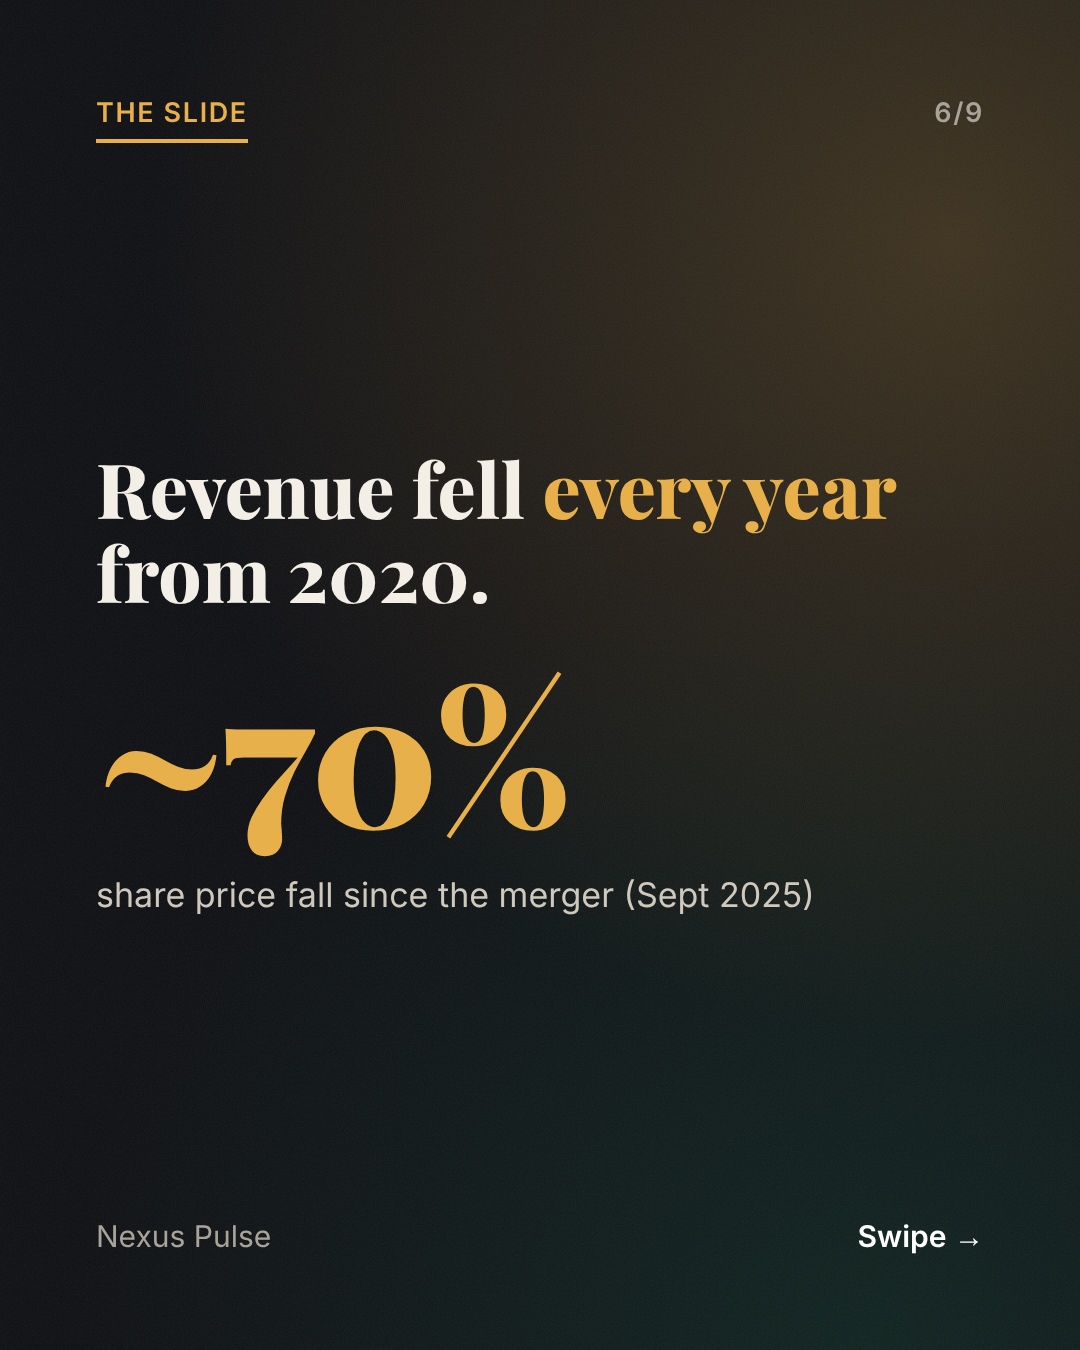 THE SLIDE
6/9
Revenue fell every year
from 2020.
~70%
share price fall since the merger (Sept 2025)
Nexus Pulse
Swipe →